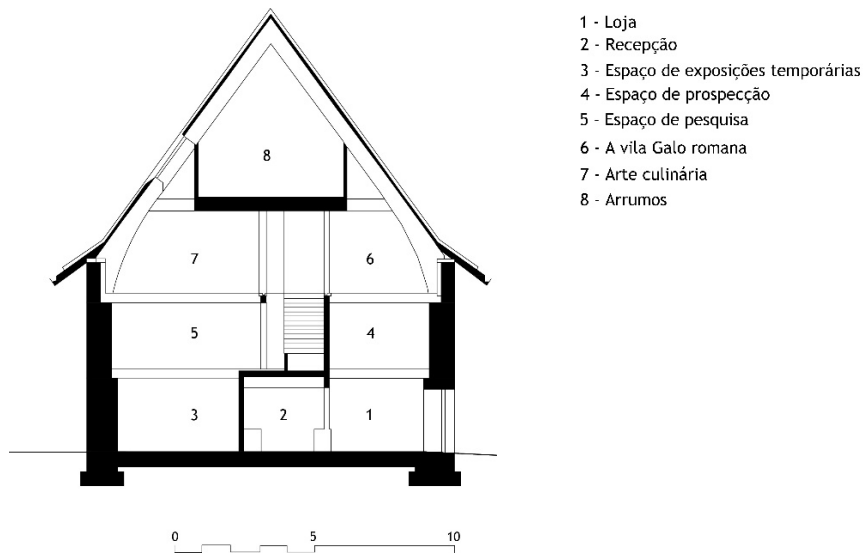 1 - Loja
2 - Recepção
3 - Espaço de exposições temporárias
4 - Espaço de prospecção
5 - Espaço de pesquisa
6 - A vila Galo romana
7 - Arte culinária
8 - Arrumos
8
7 6
5 4
3 2 1
0 5 10